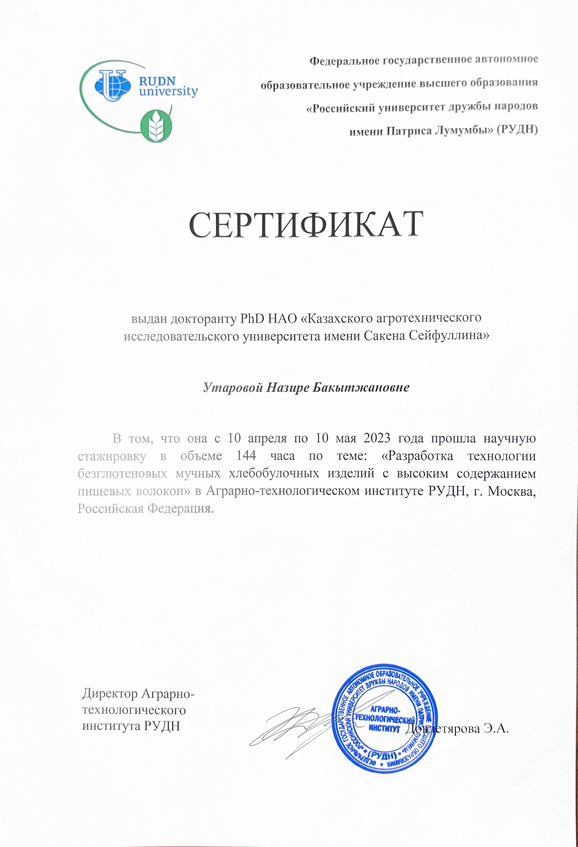 RUDN
university
Федеральное государственное автономное
образовательное учреждение высшего образования
«Российский университет дружбы народов
имени Патриса Лумумбы» (РУДН)
СЕРТИФИКАТ
выдан докторанту PhD НАО «Казахского агротехнического
исследовательского университета имени Сакена Сейфуллина»
Утаровой Назире Бакытжановне
В том, что она с 10 апреля по 10 мая 2023 года прошла научную
стажировку в объеме 144 часа по теме: «Разработка технологии
безглютеновых мучных хлебобулочных изделий с высоким содержанием
пищевых волокон» в Аграрно-технологическом институте РУДН, г. Москва,
Российская Федерация.
Директор Аграрно-
технологического
института РУДН
Э.А.
АГРАРНО-
ТЕХНОЛОГИЧЕСКИЙ
ИНСТИТУТ
(РУДН)